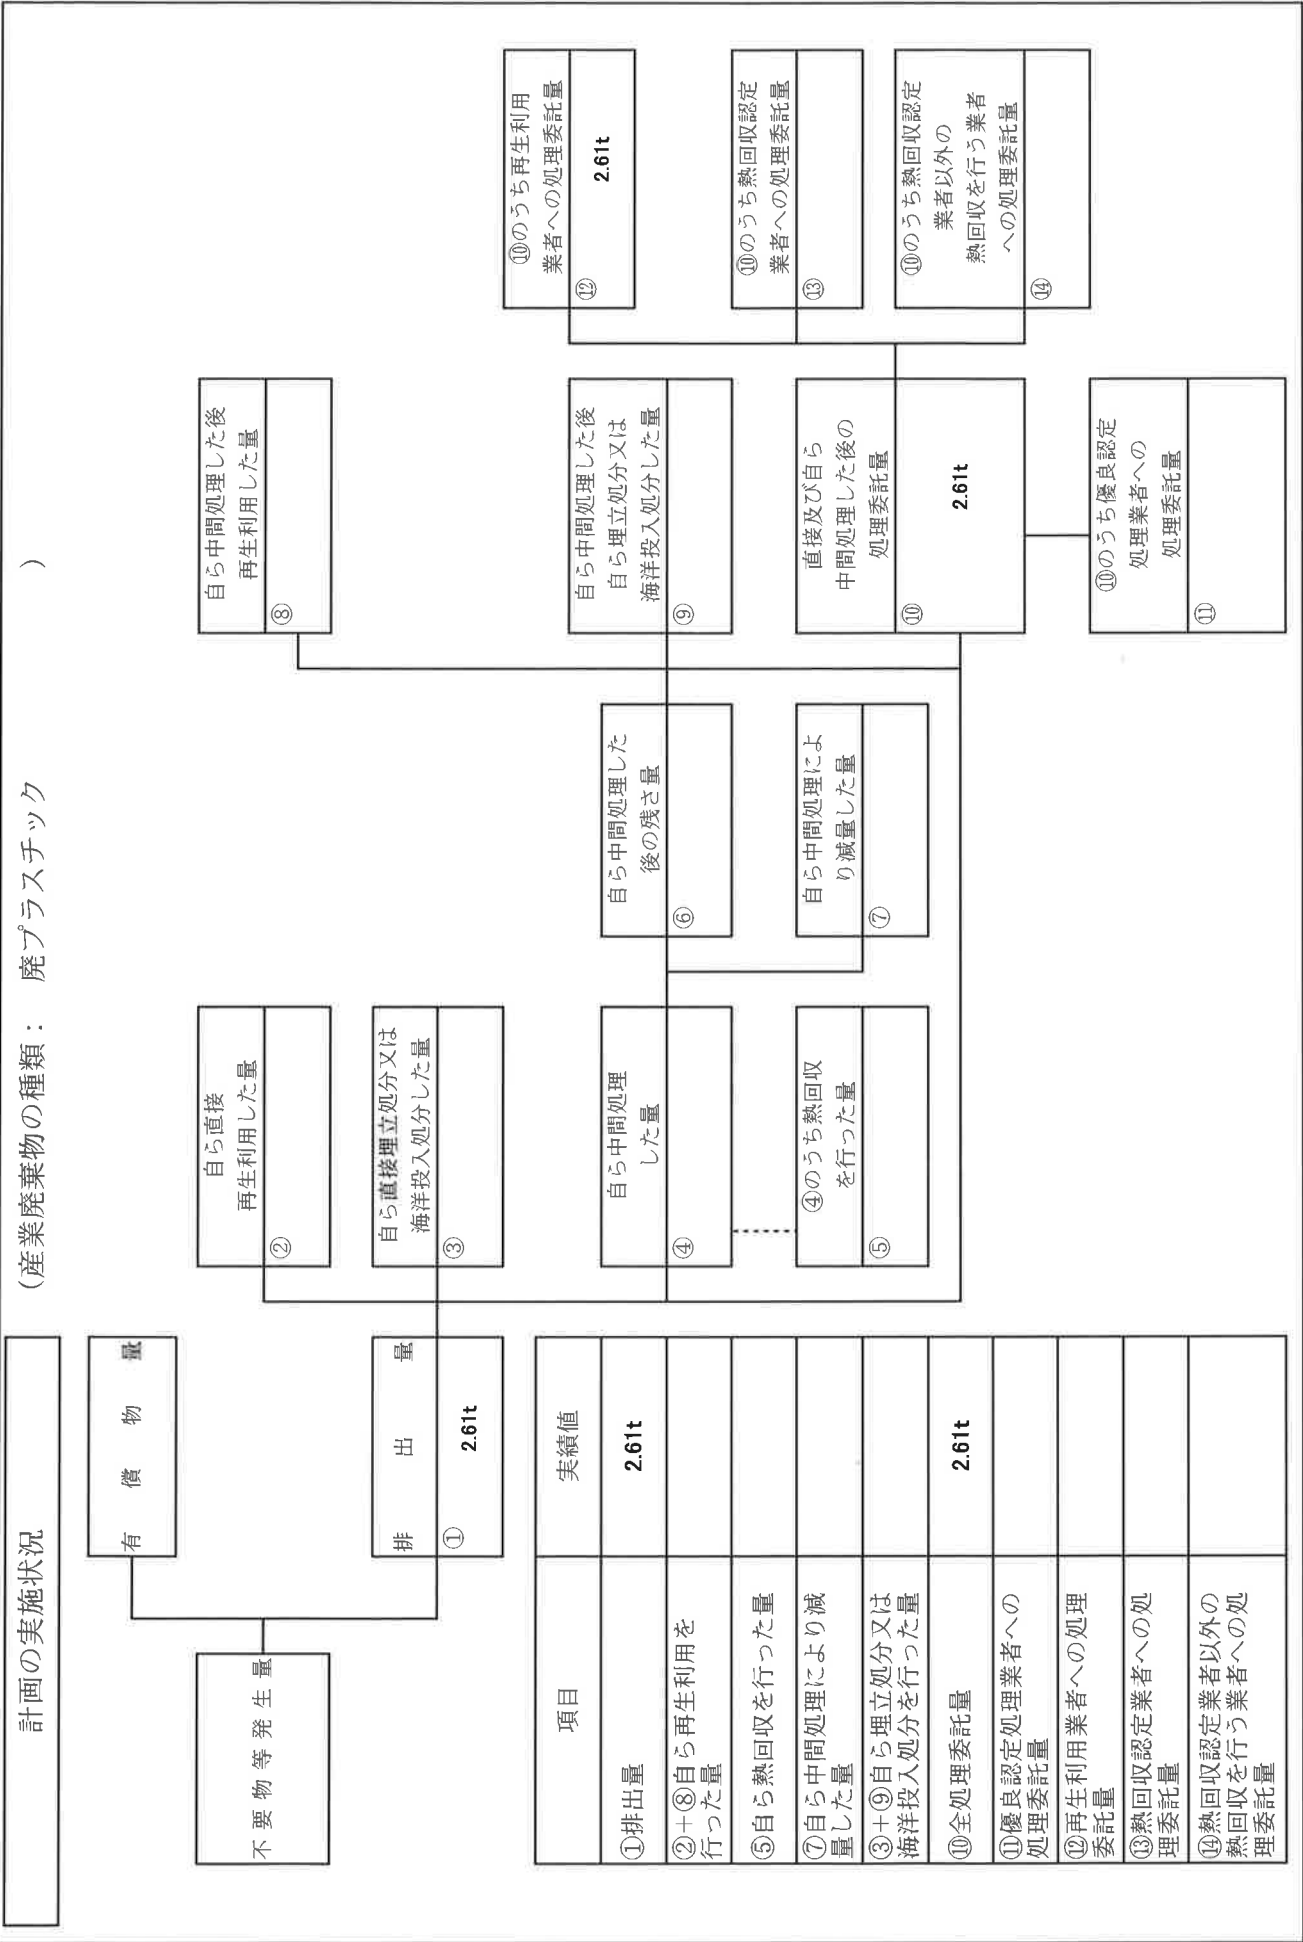 計画の実施状況
（産業廃棄物の種類： 廃プラスチック ）
不要物等発生量
有償物量
排出量
①
2.61t
自ら直接
再生利用した量
②
自ら直接埋立処分又は
海洋投入処分した量
③
自ら中間処理
した量
④
④のうち熱回収
を行った量
⑤
自ら中間処理した
後の残さ量
⑥
自ら中間処理によ
り減量した量
⑦
自ら中間処理した後
再生利用した量
⑧
自ら中間処理した後
自ら埋立処分又は
海洋投入処分した量
⑨
直接及び自ら
中間処理した後の
処理委託量
⑩
2.61t
⑩のうち優良認定
処理業者への
処理委託量
⑪
⑩のうち再生利用
業者への処理委託量
⑫
2.61t
⑩のうち熱回収認定
業者への処理委託量
⑬
⑩のうち熱回収認定
業者以外の
熱回収を行う業者
への処理委託量
⑭
項目 実績値
①排出量 2.61t
②+⑧自ら再生利用を
行った量
⑤自ら熱回収を行った量
⑦自ら中間処理により減
量した量
③+⑨自ら埋立処分又は
海洋投入処分を行った量
⑩全処理委託量 2.61t
⑪優良認定処理業者への
処理委託量
⑫再生利用業者への処理
委託量
⑬熱回収認定業者への処
理委託量
⑭熱回収認定業者以外の
熱回収を行う業者への処
理委託量